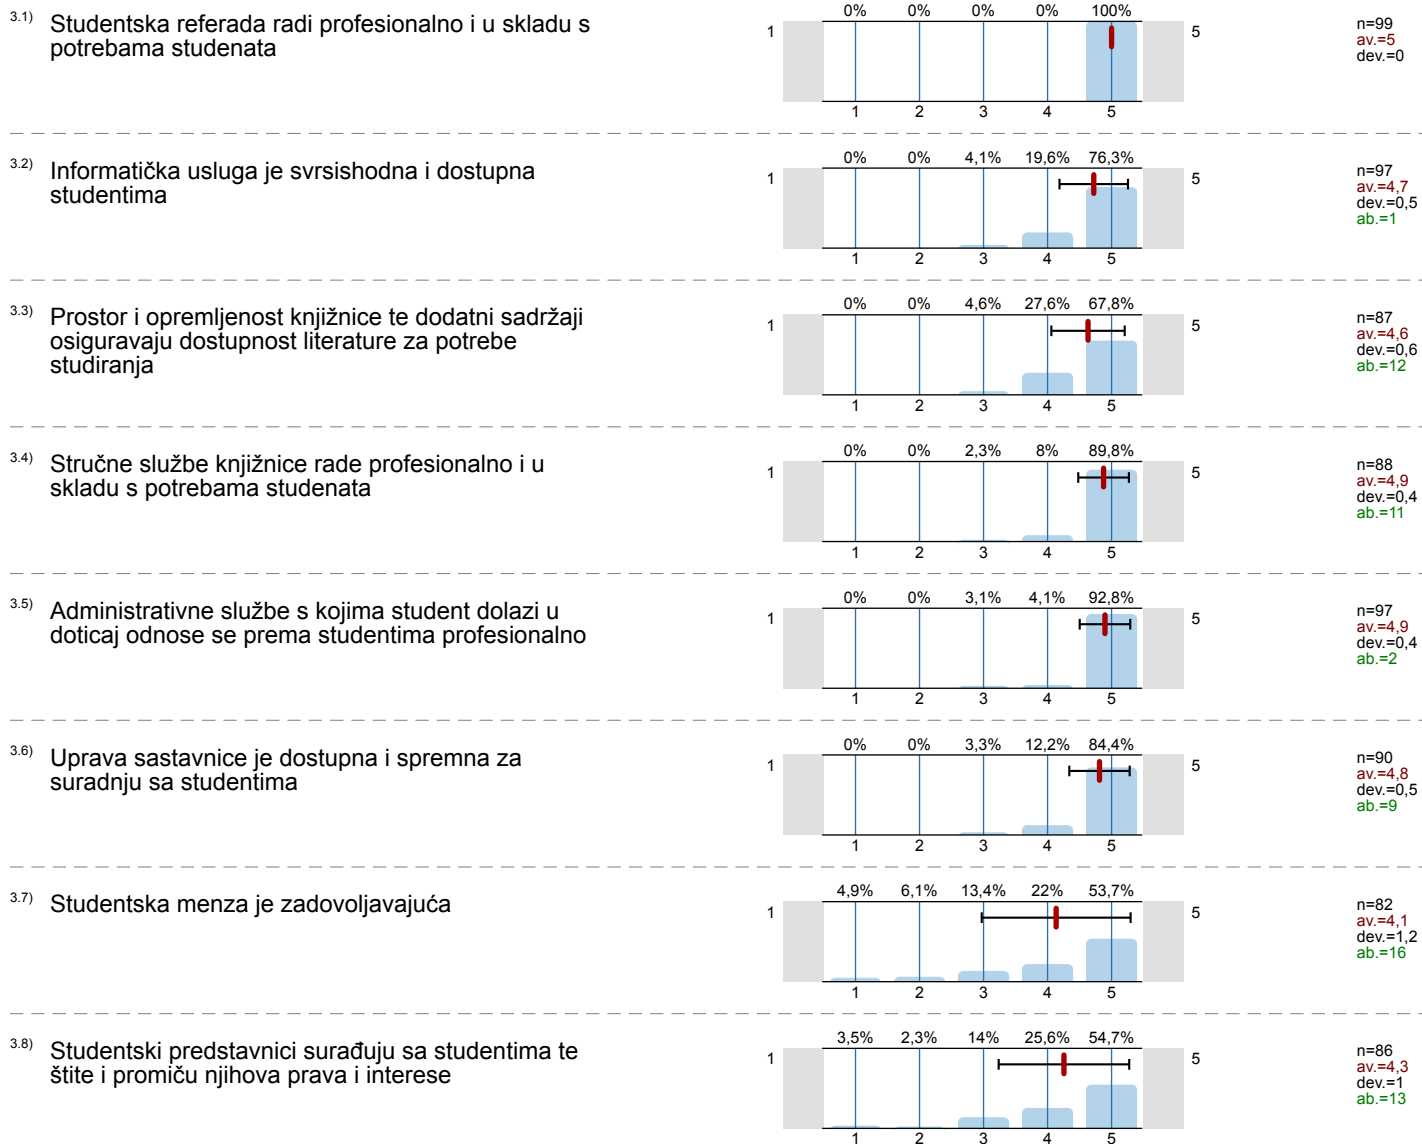 3.1) Studentska referada radi profesionalno i u skladu s
potrebama studenata
0% 0% 0% 0% 100%
1 5
1 2 3 4 5
n=99
av.=5
dev.=0
3.2) Informatička usluga je svrsishodna i dostupna
studentima
0% 0% 4,1% 19,6% 76,3%
1 5
1 2 3 4 5
n=97
av.=4,7
dev.=0,5
ab.=1
3.3) Prostor i opremljenost knjižnice te dodatni sadržaji
osiguravaju dostupnost literature za potrebe
studiranja
0% 0% 4,6% 27,6% 67,8%
1 5
1 2 3 4 5
n=87
av.=4,6
dev.=0,6
ab.=12
3.4) Stručne službe knjižnice rade profesionalno i u
skladu s potrebama studenata
0% 0% 2,3% 8% 89,8%
1 5
1 2 3 4 5
n=88
av.=4,9
dev.=0,4
ab.=11
3.5) Administrativne službe s kojima student dolazi u
doticaj odnose se prema studentima profesionalno
0% 0% 3,1% 4,1% 92,8%
1 5
1 2 3 4 5
n=97
av.=4,9
dev.=0,4
ab.=2
3.6) Uprava sastavnice je dostupna i spremna za
suradnju sa studentima
0% 0% 3,3% 12,2% 84,4%
1 5
1 2 3 4 5
n=90
av.=4,8
dev.=0,5
ab.=9
3.7) Studentska menza je zadovoljavajuća
4,9% 6,1% 13,4% 22% 53,7%
1 5
1 2 3 4 5
n=82
av.=4,1
dev.=1,2
ab.=16
3.8) Studentski predstavnici surađuju sa studentima te
štite i promiču njihova prava i interese
3,5% 2,3% 14% 25,6% 54,7%
1 5
1 2 3 4 5
n=86
av.=4,3
dev.=1
ab.=13